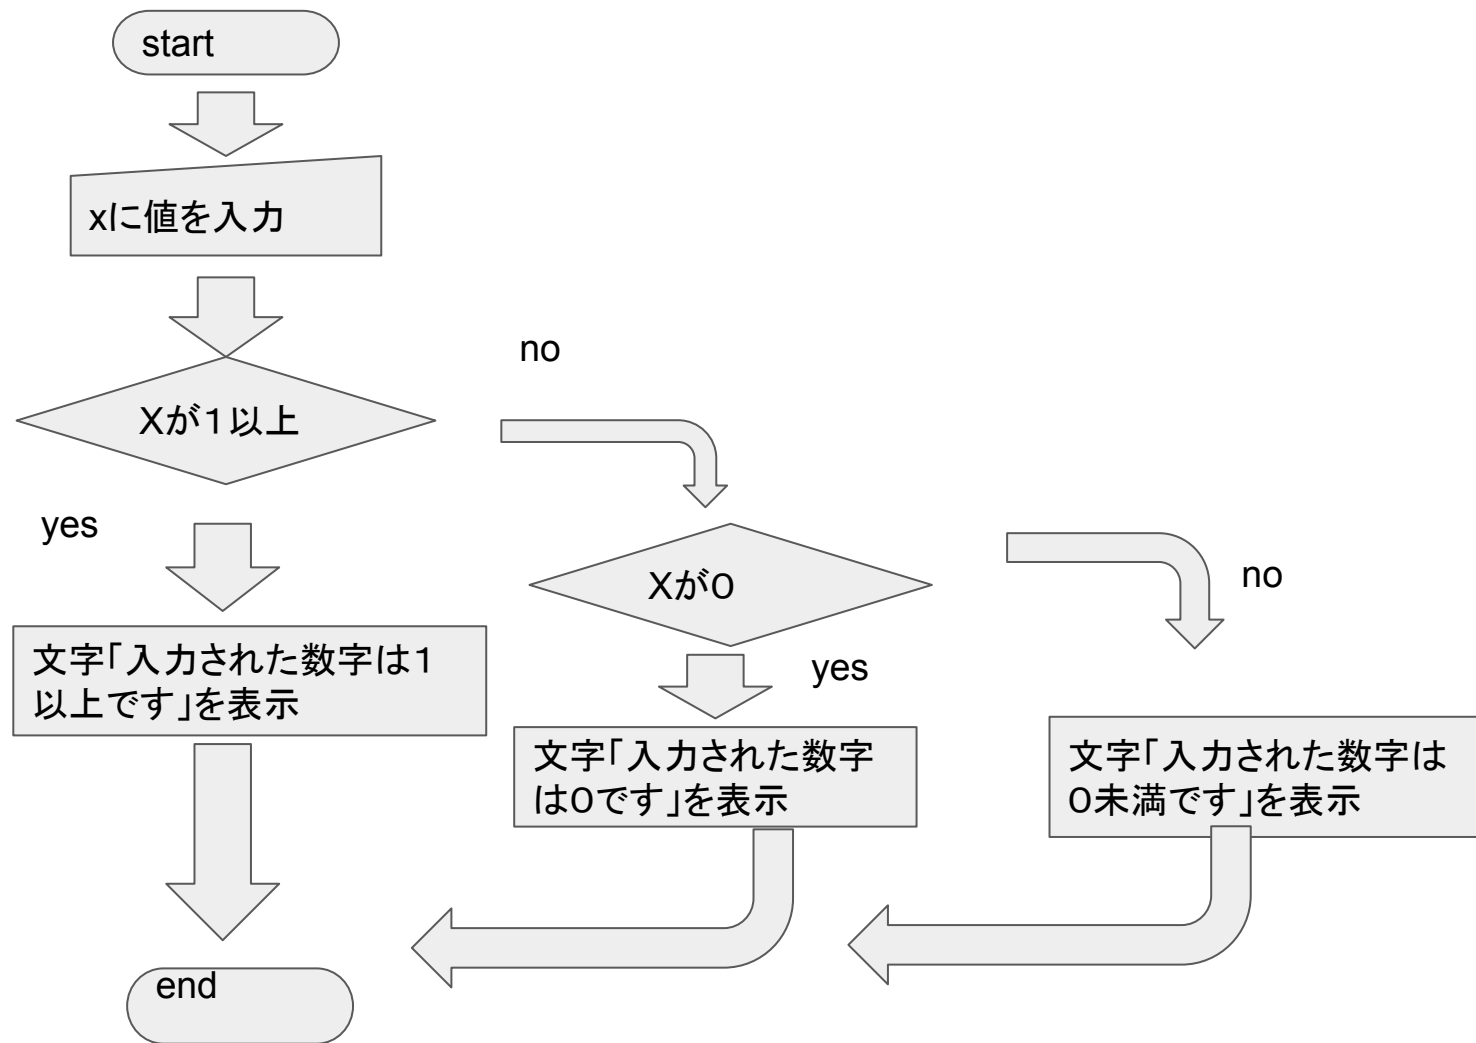 start
xに値を入力
no
Xが１以上
yes
Xが０
no
文字「入力された数字は１
以上です」を表示
yes
文字「入力された数字
は０です」を表示
文字「入力された数字は
０未満です」を表示
end